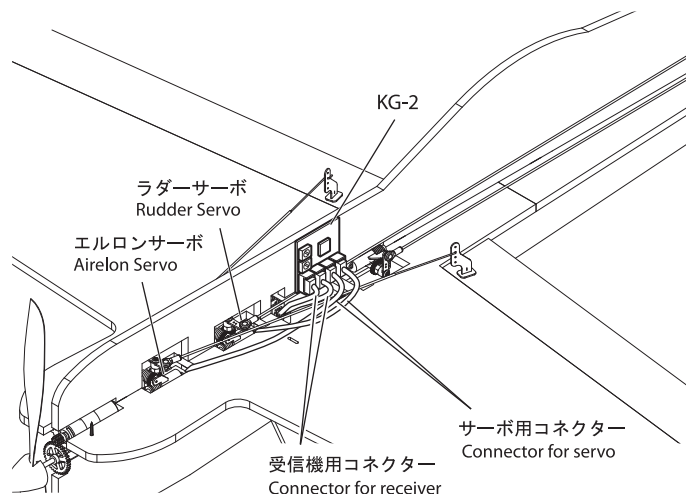 KG-2
ラダーサーボ
Rudder Servo
エルロンサーボ
Airelon Servo
サーボ用コネクター
Connector for servo
受信機用コネクター
Connector for receiver